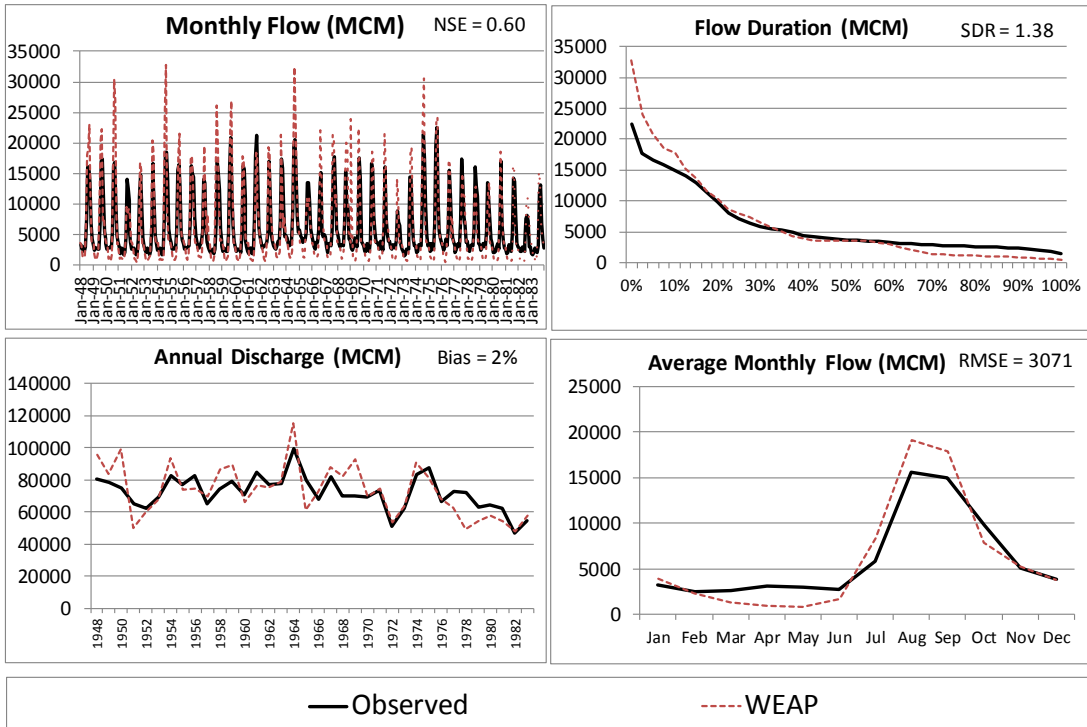 Monthly Flow (MCM) NSE = 0.60
35000
30000
25000
20000
15000
10000
5000
0
Jan-48
Jan-49
Jan-50
Jan-51
Jan-52
Jan-53
Jan-54
Jan-55
Jan-56
Jan-57
Jan-58
Jan-59
Jan-60
Jan-61
Jan-62
Jan-63
Jan-64
Jan-65
Jan-66
Jan-67
Jan-68
Jan-69
Jan-70
Jan-71
Jan-72
Jan-73
Jan-74
Jan-75
Jan-76
Jan-77
Jan-78
Jan-79
Jan-80
Jan-81
Jan-82
Jan-83
Flow Duration (MCM) SDR = 1.38
35000
30000
25000
20000
15000
10000
5000
0
0% 10% 20% 30% 40% 50% 60% 70% 80% 90% 100%
Annual Discharge (MCM) Bias = 2%
140000
120000
100000
80000
60000
40000
20000
0
1948
1950
1952
1954
1956
1958
1960
1962
1964
1966
1968
1970
1972
1974
1976
1978
1980
1982
Average Monthly Flow (MCM) RMSE = 3071
25000
20000
15000
10000
5000
0
Jan Feb Mar Apr May Jun Jul Aug Sep Oct Nov Dec
Observed WEAP